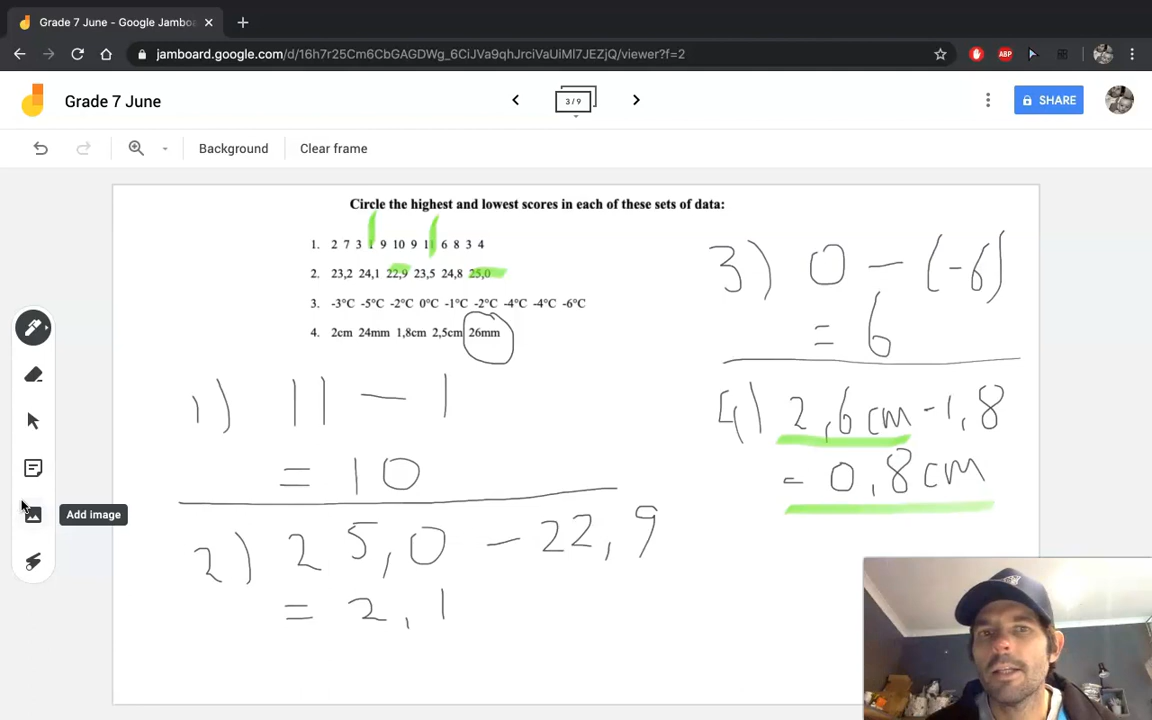 Grade 7 June - Google Jambo
jamboard.google.com/d/16h7r25Cm6CbGAGDWg_6CiJVa9qhJrciVaUiMl7JEZjQ/viewer?f=2
ABP
Grade 7 June
3 / 9
SHARE
Background
Clear frame
Circle the highest and lowest scores in each of these sets of data:
1. 2 7 3 1 9 10 9 11 6 8 3 4
2. 23,2 24,1 22,9 23,5 24,8 25,0
3. -3°C -5°C -2°C 0°C -1°C -2°C -4°C -4°C -6°C
4. 2cm 24mm 1,8cm 2,5cm 26mm
1) 11 - 1
= 10
2) 25,0 - 22,9
= 2,1
3) 0 - (-6)
= 6
4) 2,6cm - 1,8
= 0,8cm
Add image